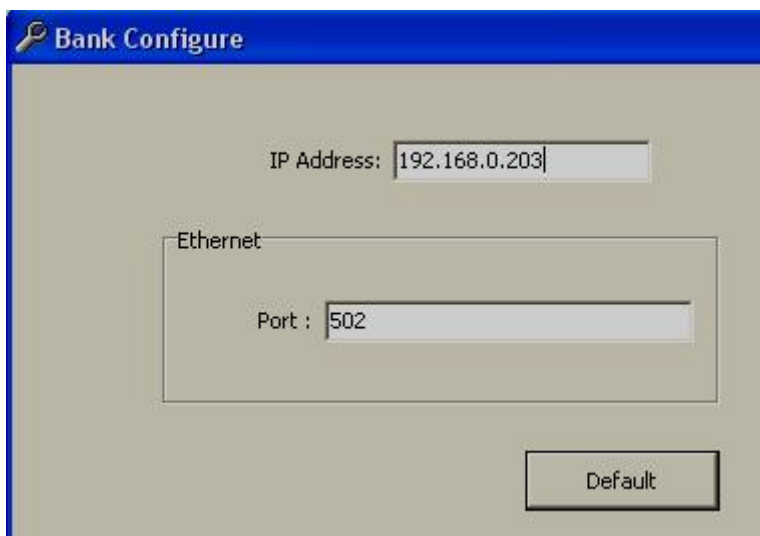 Bank Configure
IP Address: 192.168.0.203
Ethernet
Port : 502
Default